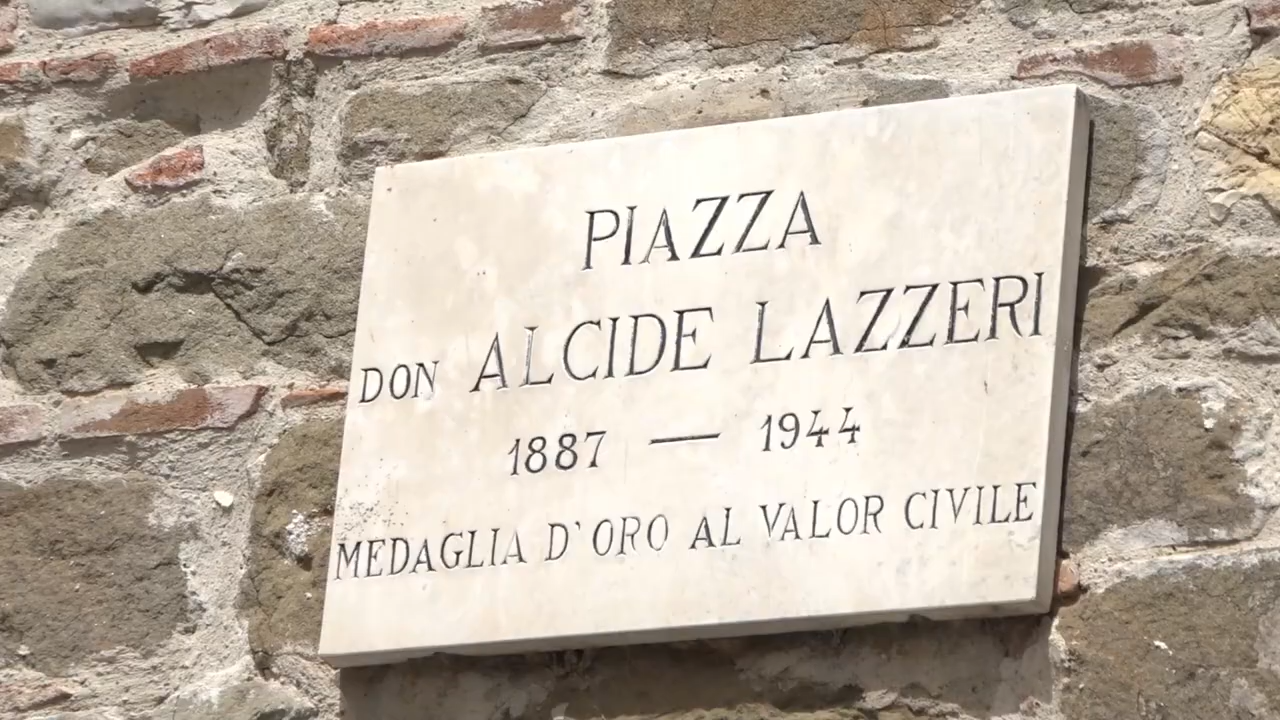 PIAZZA
DON ALCIDE LAZZERI
1887 — 1944
MEDAGLIA D'ORO AL VALOR CIVILE